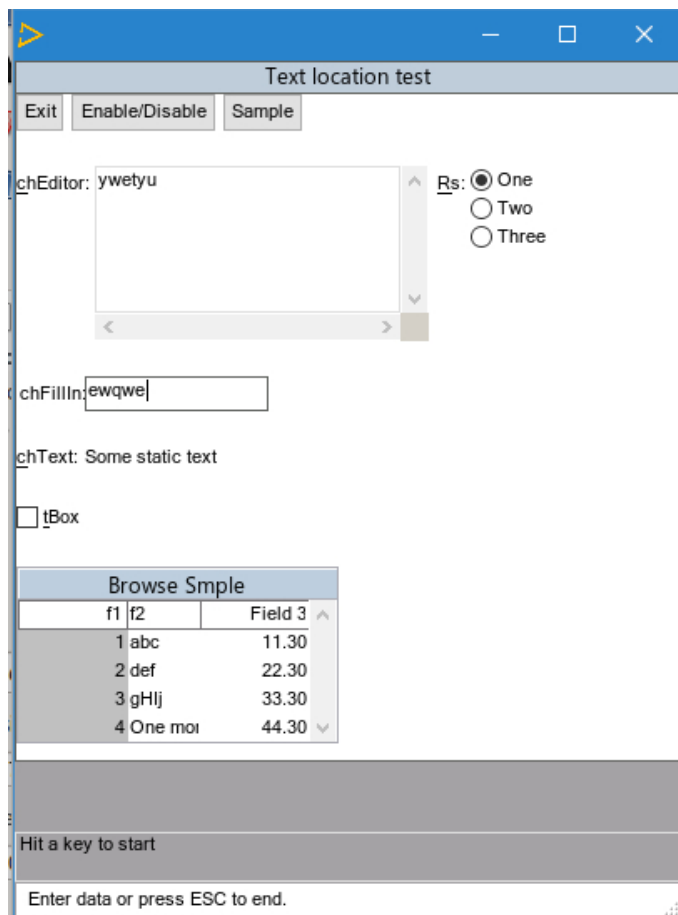 Text location test
Exit Enable/Disable Sample
chEditor: ywetyu Rs: One
Two
Three
chFillIn: ewqwe
chText: Some static text
tBox
Browse Smple
f1 f2 Field 3
1 abc 11.30
2 def 22.30
3 gHIj 33.30
4 One mor 44.30
Hit a key to start
Enter data or press ESC to end.